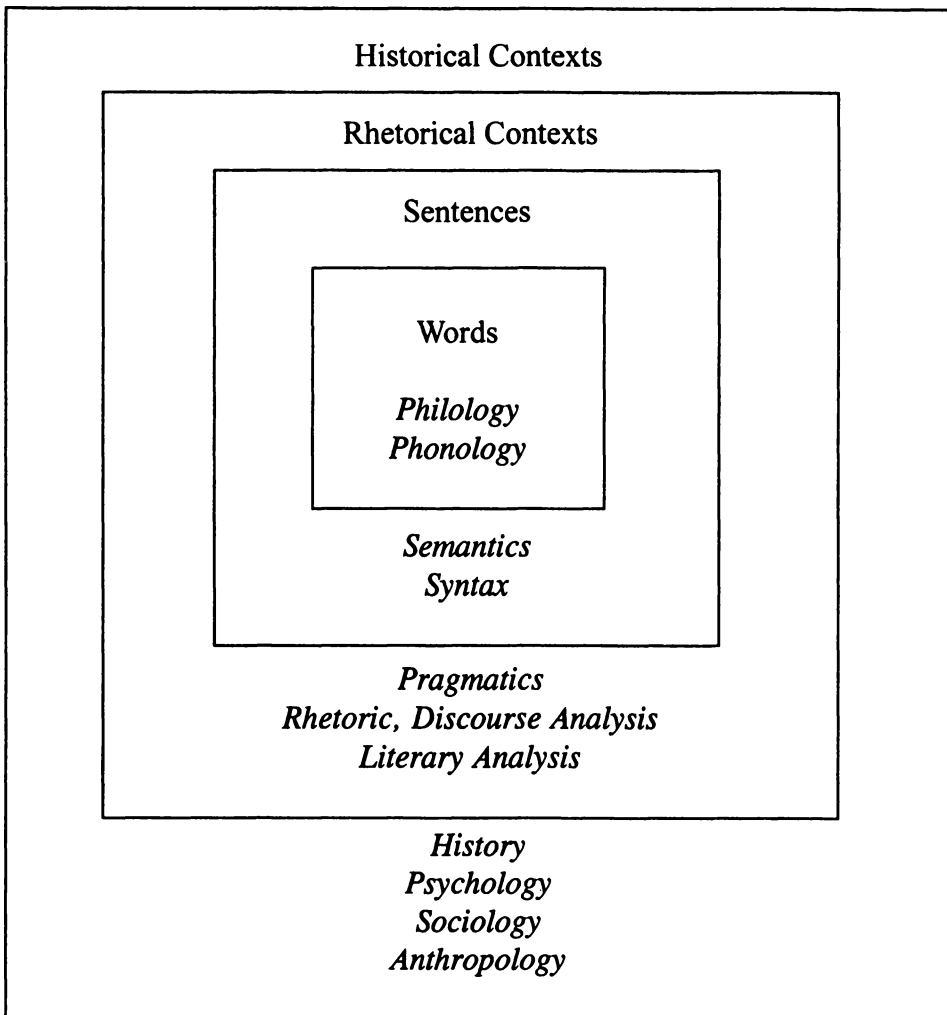 Historical Contexts
Rhetorical Contexts
Sentences
Words
Philology
Phonology
Semantics
Syntax
Pragmatics
Rhetoric, Discourse Analysis
Literary Analysis
History
Psychology
Sociology
Anthropology